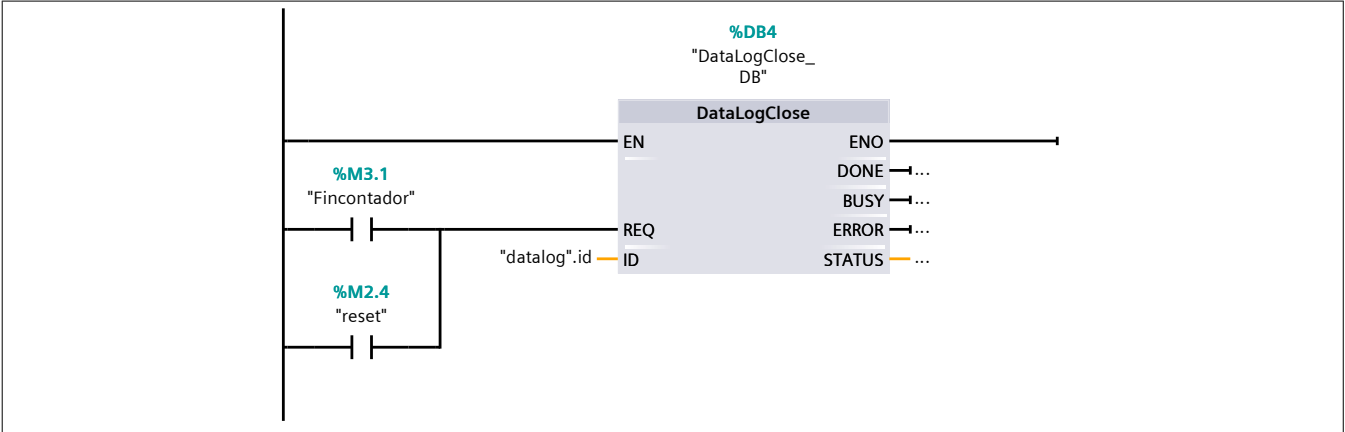 %DB4
"DataLogClose_
DB"
DataLogClose
EN ENO
%M3.1
DONE ...
"Fincontador"
BUSY ...
REQ ERROR ...
"datalog".id ID STATUS ...
%M2.4
"reset"